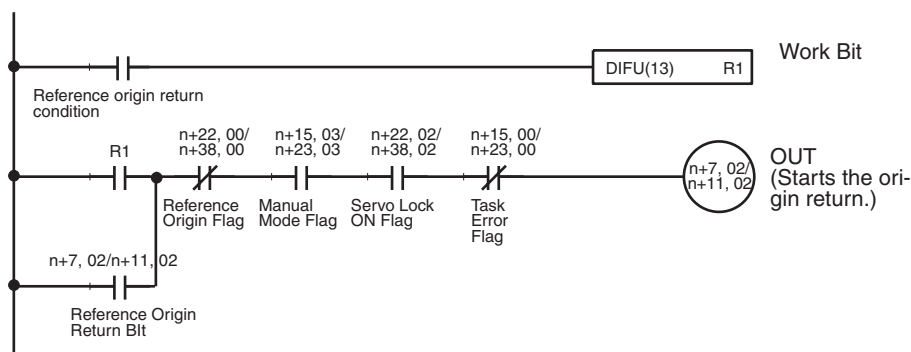 Work Bit
DIFU(13) R1
Reference origin return
condition
n+22, 00/
n+38, 00
n+15, 03/
n+23, 03
n+22, 02/
n+38, 02
n+15, 00/
n+23, 00
R1
n+7, 02/
n+11, 02
OUT
(Starts the ori-
gin return.)
Reference
Origin Flag
Manual
Mode Flag
Servo Lock
ON Flag
Task
Error
Flag
n+7, 02/n+11, 02
Reference Origin
Return BIt